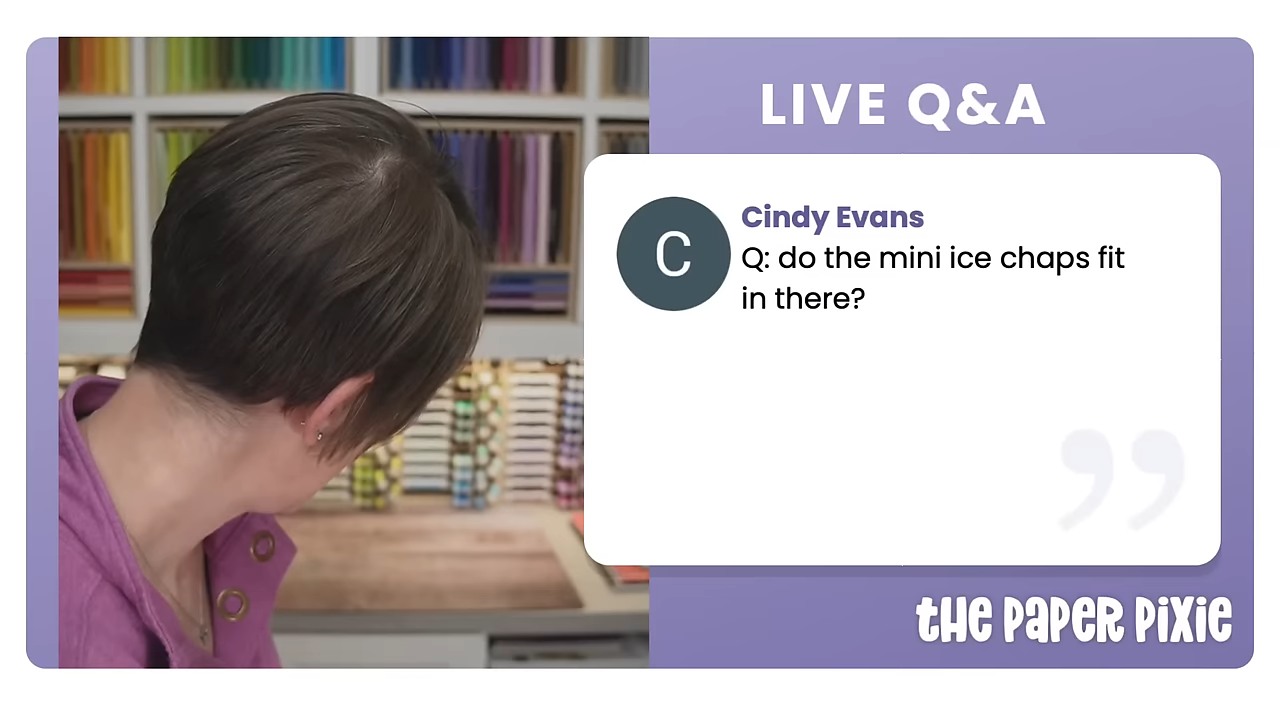 LIVE Q&A
C
Cindy Evans
Q: do the mini ice chaps fit
in there?
the PAPER PiXiE